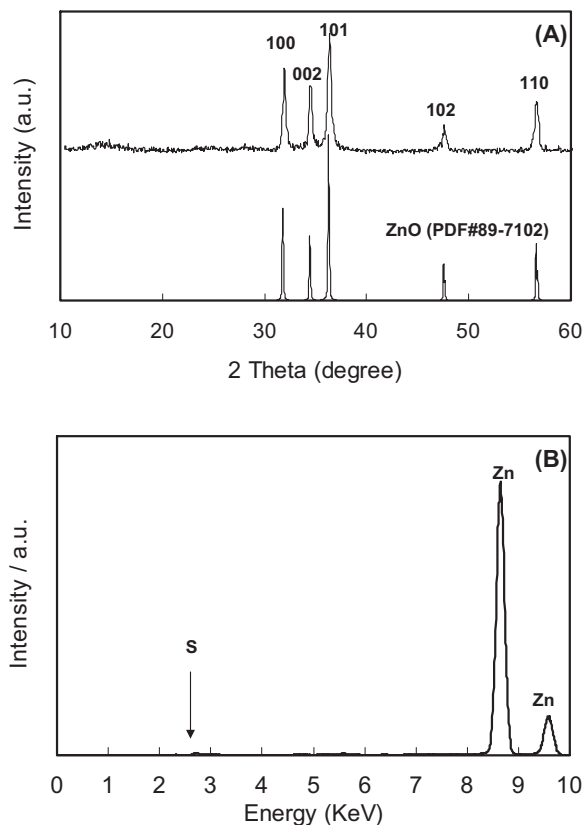 (A)
101
100
002
110
102
Intensity (a.u.)
ZnO (PDF#89-7102)
10 20 30 40 50 60
2 Theta (degree)
(B)
Zn
Intensity / a.u.
S
Zn
0 1 2 3 4 5 6 7 8 9 10
Energy (KeV)